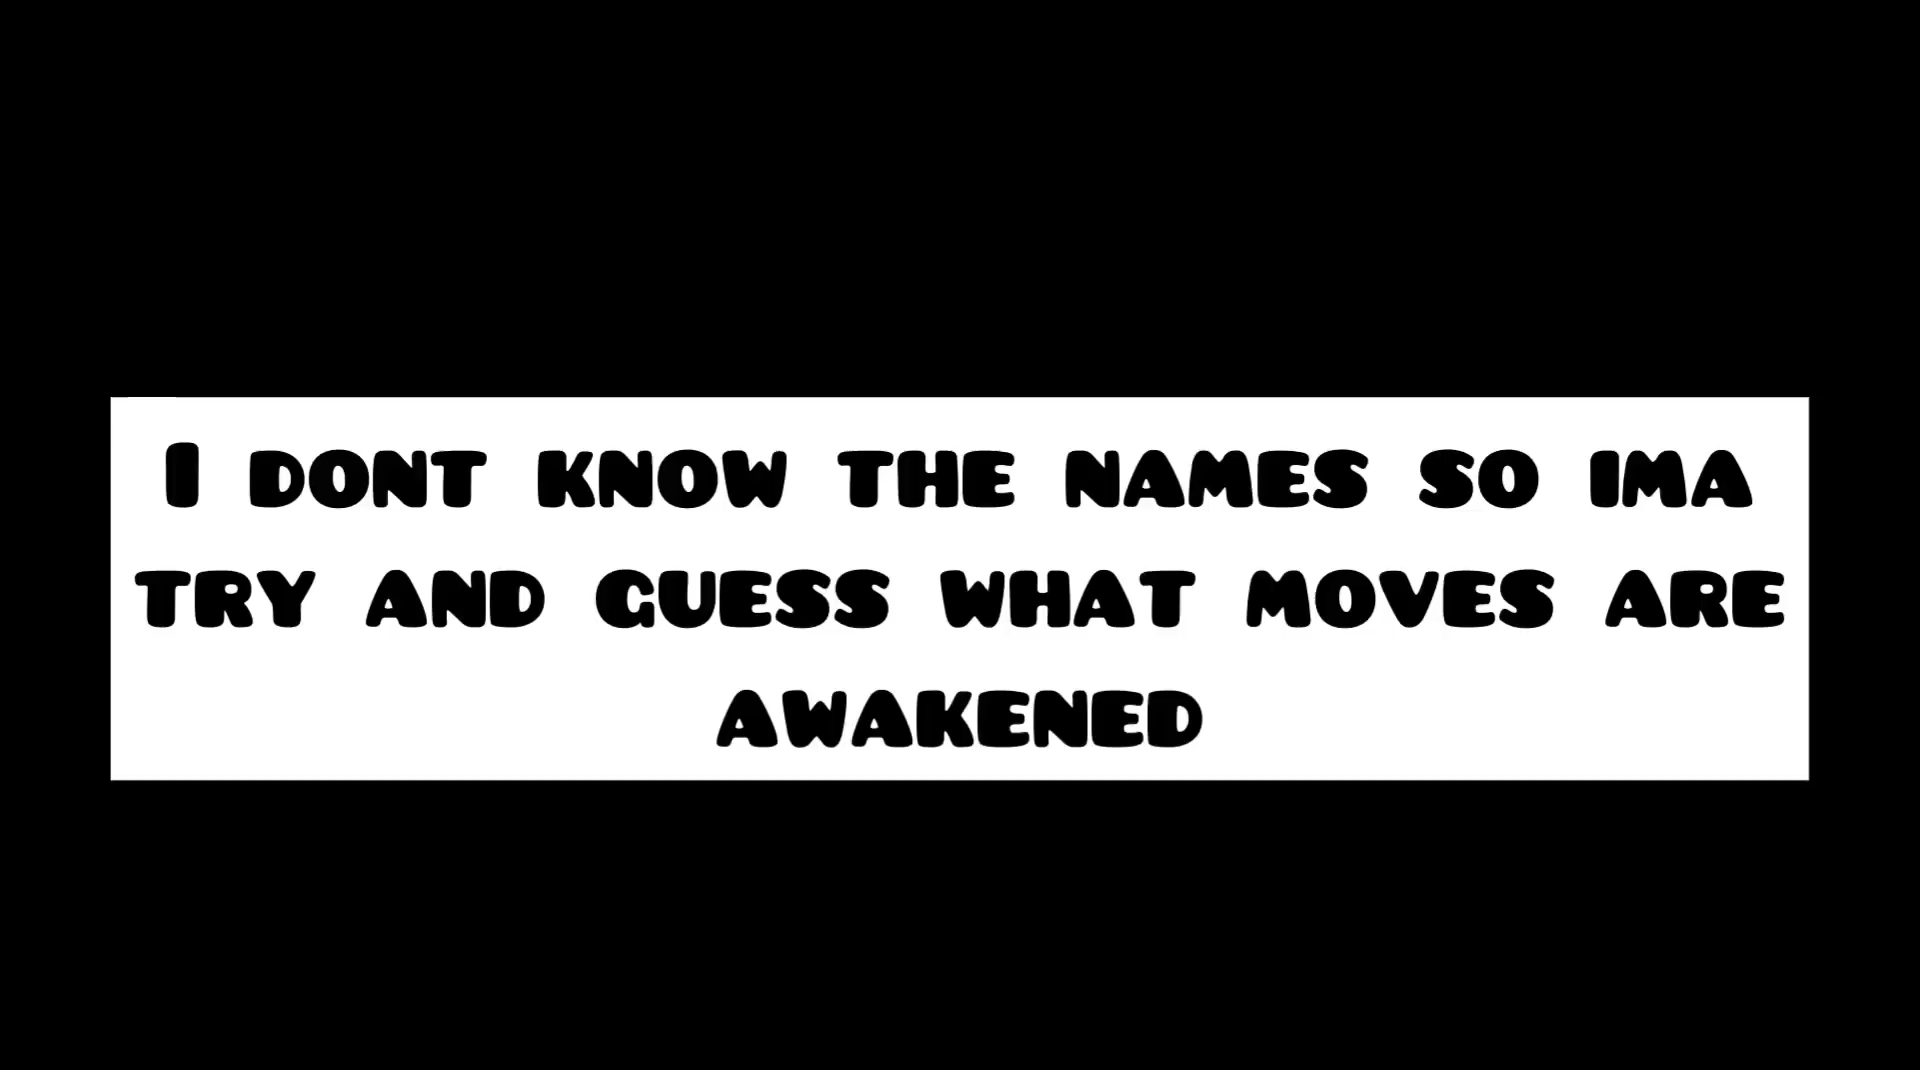 I DONT KNOW THE NAMES SO IMA
TRY AND GUESS WHAT MOVES ARE
AWAKENED